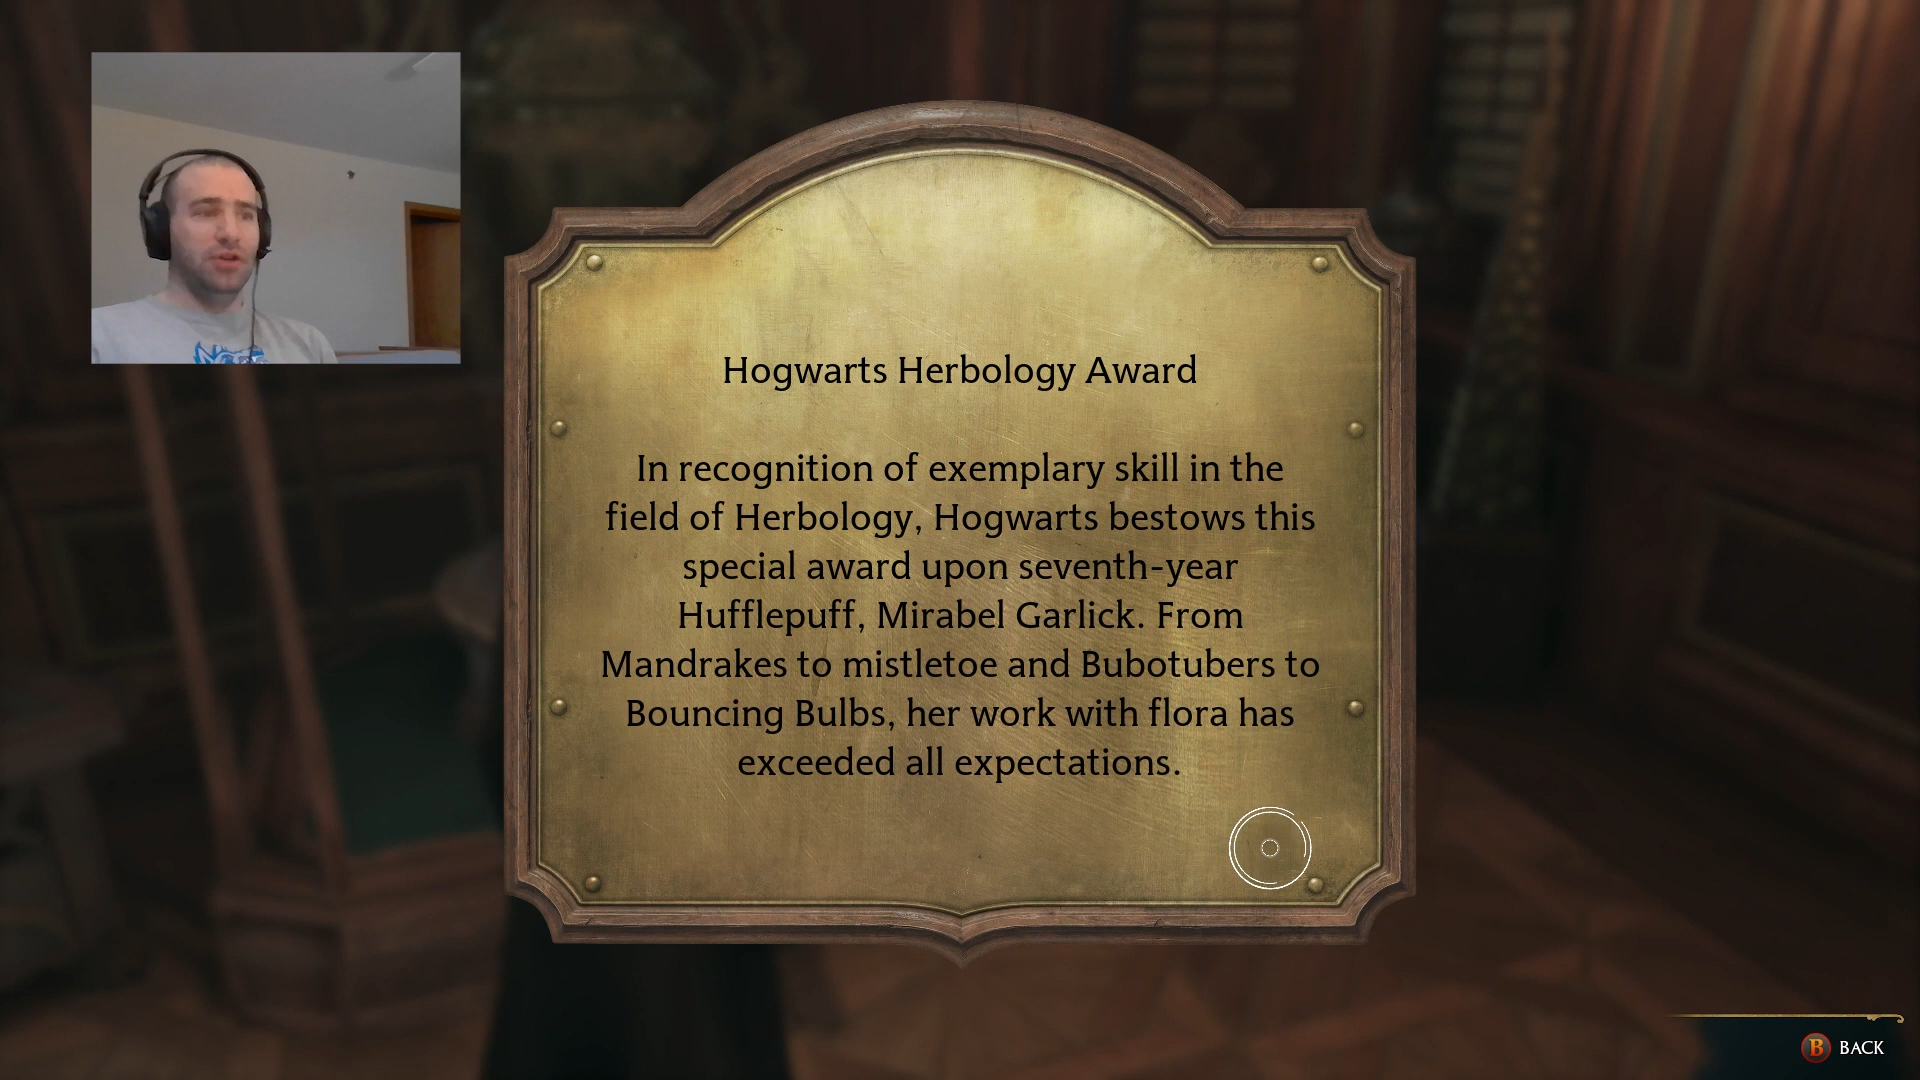 Hogwarts Herbology Award
In recognition of exemplary skill in the
field of Herbology, Hogwarts bestows this
special award upon seventh-year
Hufflepuff, Mirabel Garlick. From
Mandrakes to mistletoe and Bubotubers to
Bouncing Bulbs, her work with flora has
exceeded all expectations.
B BACK